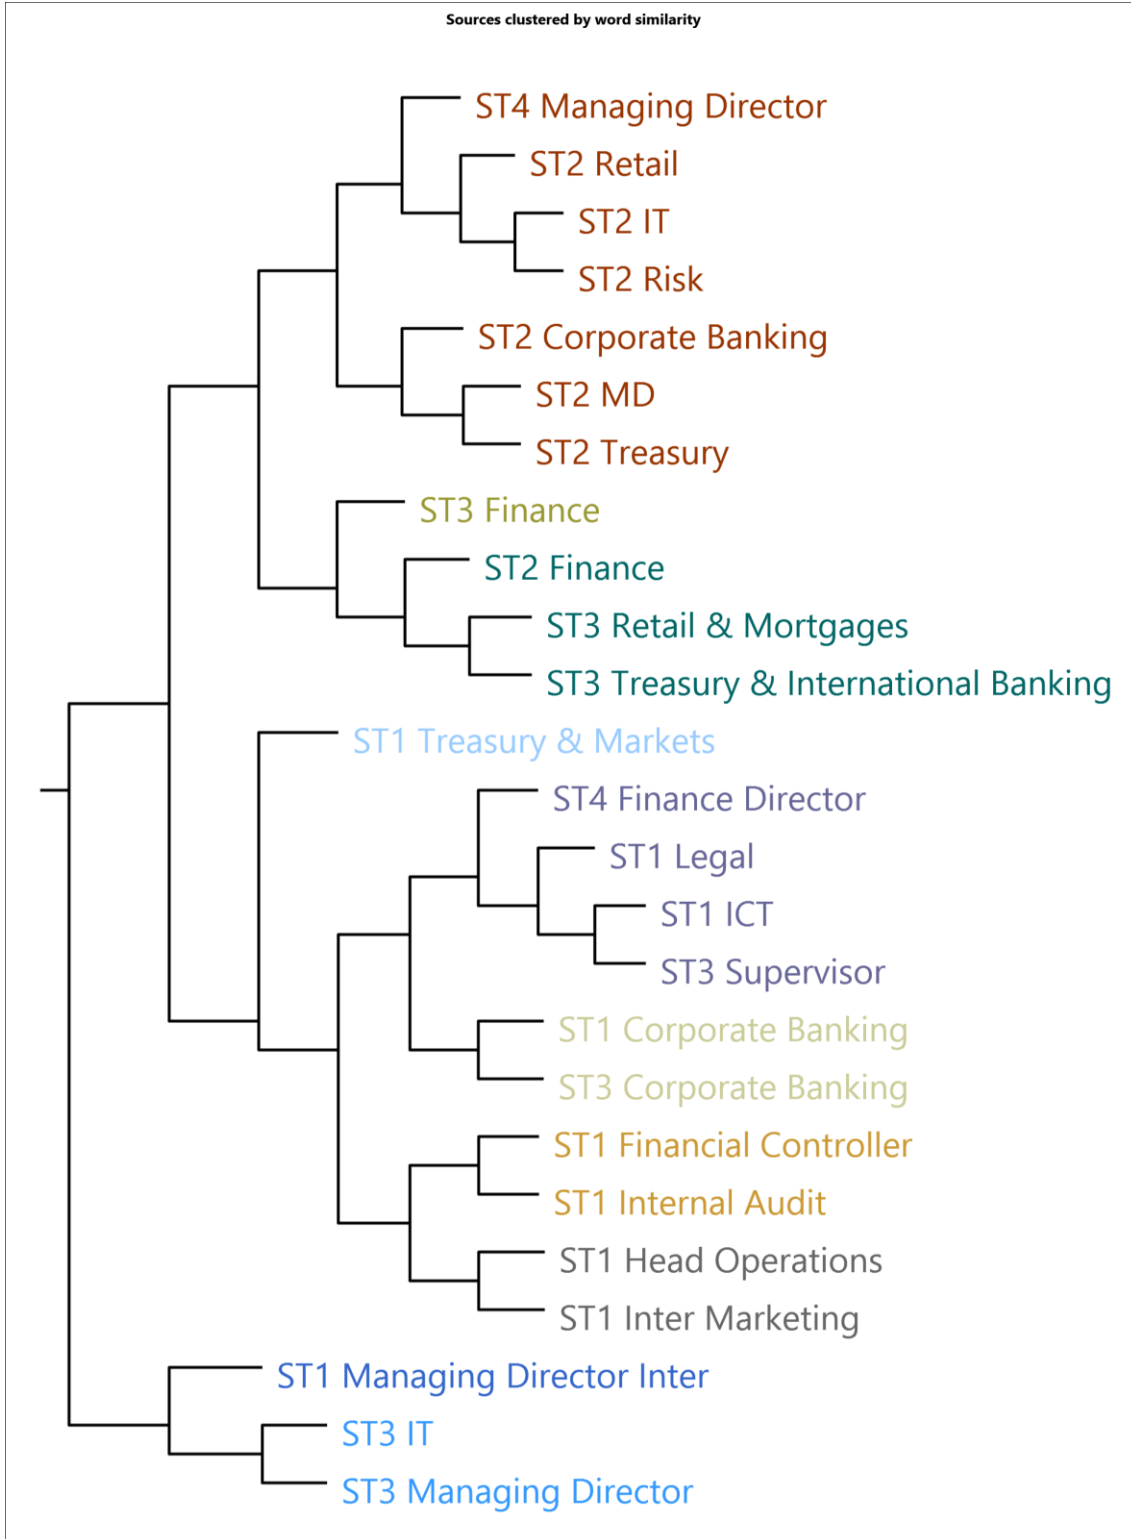 Sources clustered by word similarity
ST4 Managing Director
ST2 Retail
ST2 IT
ST2 Risk
ST2 Corporate Banking
ST2 MD
ST2 Treasury
ST3 Finance
ST2 Finance
ST3 Retail & Mortgages
ST3 Treasury & International Banking
ST1 Treasury & Markets
ST4 Finance Director
ST1 Legal
ST1 ICT
ST3 Supervisor
ST1 Corporate Banking
ST3 Corporate Banking
ST1 Financial Controller
ST1 Internal Audit
ST1 Head Operations
ST1 Inter Marketing
ST1 Managing Director Inter
ST3 IT
ST3 Managing Director